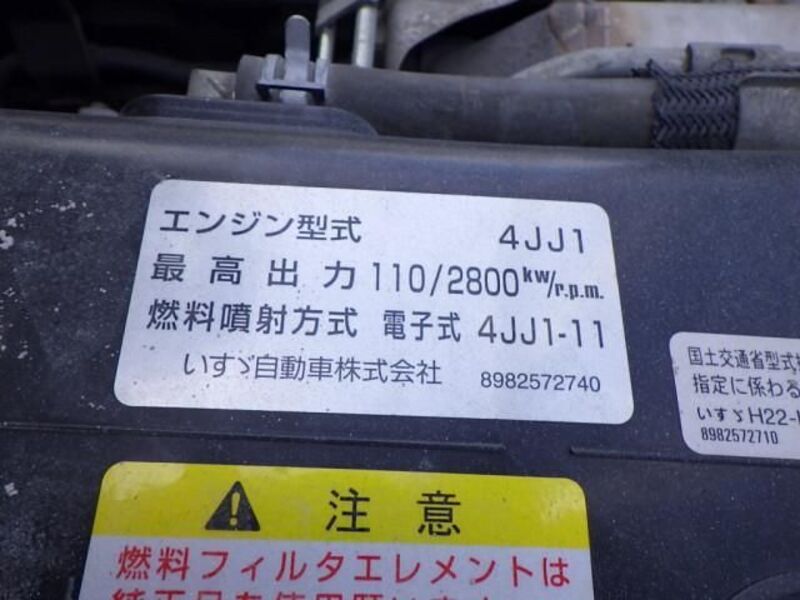 エンジン型式 4JJ1
最高出力 110/2800kw/r.p.m.
燃料噴射方式 電子式 4JJ1-11
いすゞ自動車株式会社 8982572740
国土交通省型式
指定に係わる
いすゞH22-
8982572710
注意
燃料フィルタエレメントは